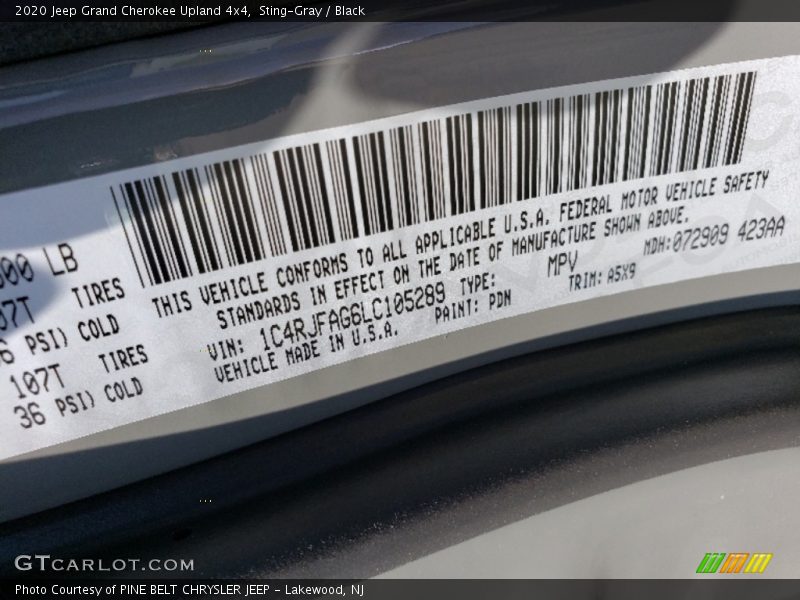 2020 Jeep Grand Cherokee Upland 4x4,  Sting-Gray / Black
LB
TIRES
PSI) COLD
107T TIRES
36 PSI) COLD
THIS VEHICLE CONFORMS TO ALL APPLICABLE U.S.A. FEDERAL MOTOR VEHICLE SAFETY
STANDARDS IN EFFECT ON THE DATE OF MANUFACTURE SHOWN ABOVE.
VIN: 1C4RJFAG6LC105289 TYPE: MPV MDH:072909 423AA
VEHICLE MADE IN U.S.A. PAINT: PDN TRIM: A5X9
GTCARLOT.COM
Photo Courtesy of PINE BELT CHRYSLER JEEP - Lakewood, NJ